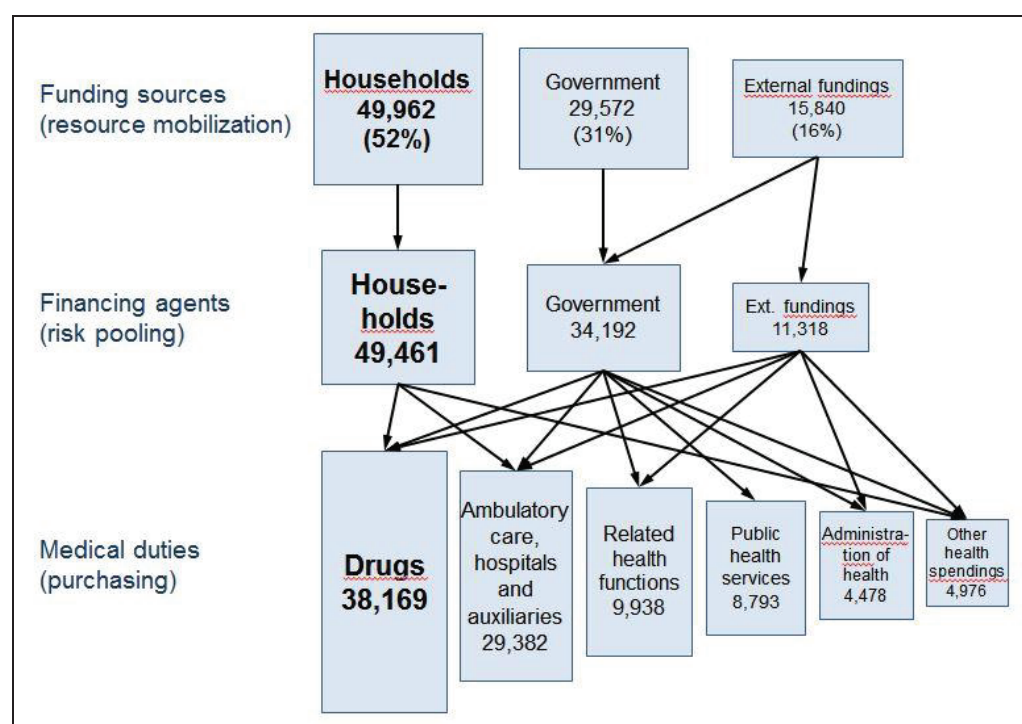 Funding sources
(resource mobilization)
Households
49,962
(52%)
Government
29,572
(31%)
External fundings
15,840
(16%)
Financing agents
(risk pooling)
House-
holds
49,461
Government
34,192
Ext. fundings
11,318
Medical duties
(purchasing)
Drugs
38,169
Ambulatory
care,
hospitals
and
auxiliaries
29,382
Related
health
functions
9,938
Public
health
services
8,793
Administra-
tion of
health
4,478
Other
health
spendings
4,976